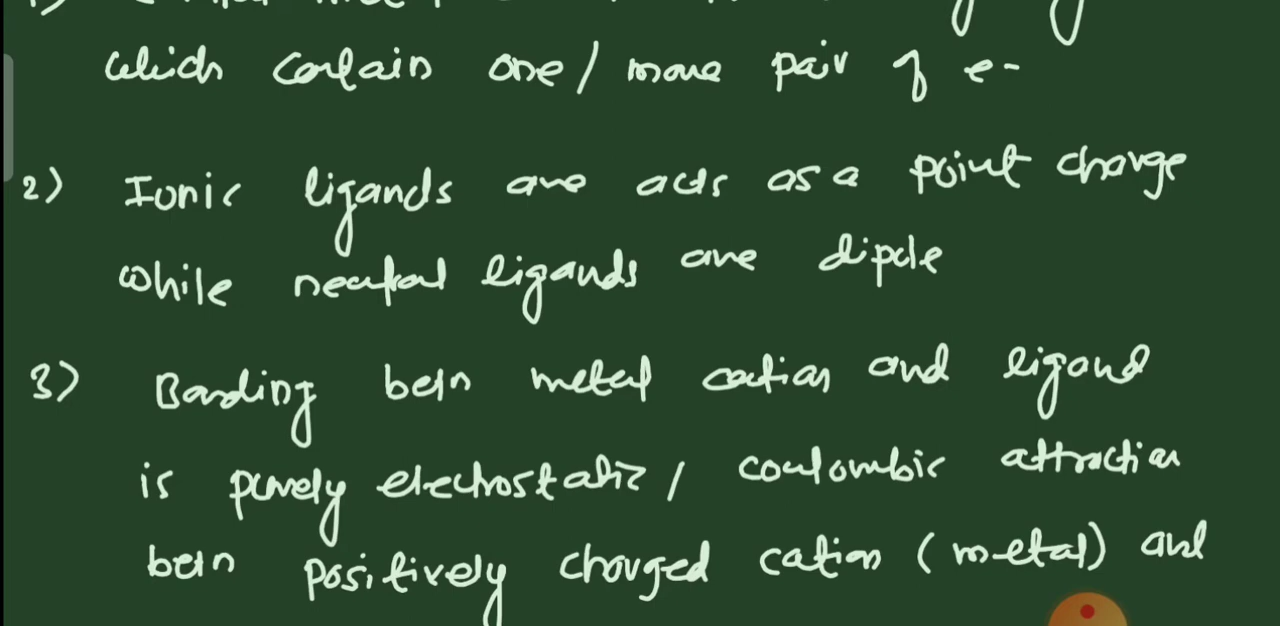 which contain one/ more pair of e-
2) Ionic ligands are acts as a point charge
while neutral ligands are dipole
3) Bonding betn metal cation and ligand
is purely electrostatic/ coulombic attraction
betn positively charged cation (metal) and